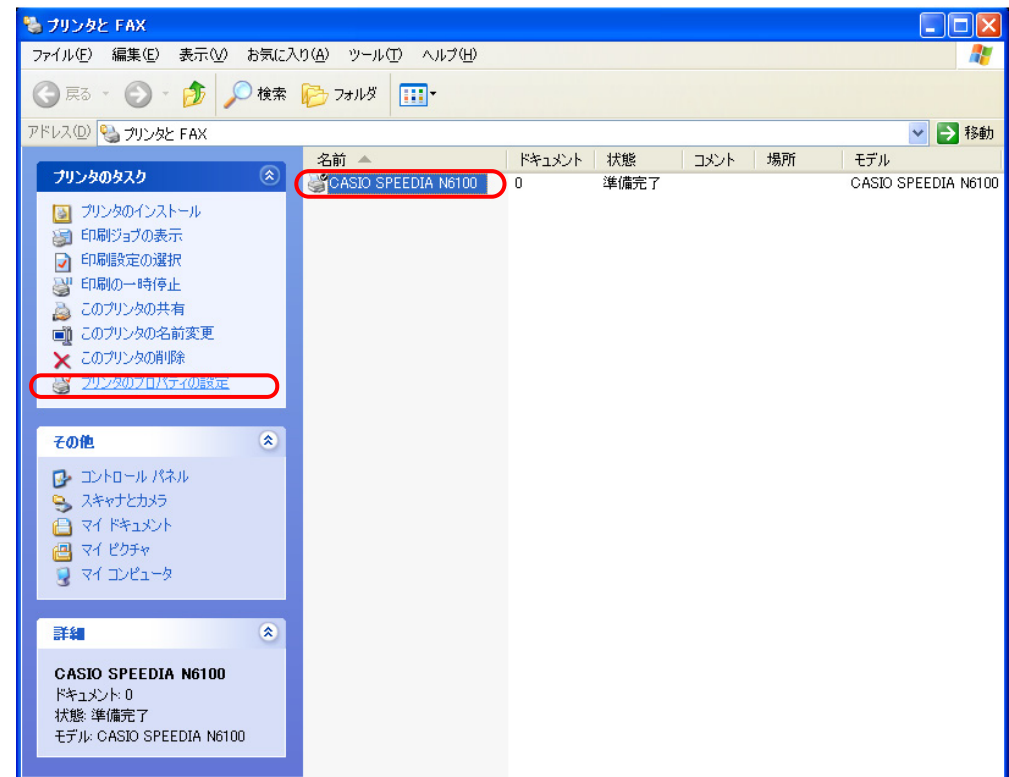 プリンタと FAX
ファイル(F) 編集(E) 表示(V) お気に入り(A) ツール(T) ヘルプ(H)
戻る 検索 フォルダ
アドレス(D) プリンタと FAX 移動
プリンタのタスク
プリンタのインストール
印刷ジョブの表示
印刷設定の選択
印刷の一時停止
このプリンタの共有
このプリンタの名前変更
このプリンタの削除
プリンタのプロパティの設定
その他
コントロール パネル
スキャナとカメラ
マイ ドキュメント
マイ ピクチャ
マイ コンピュータ
詳細
CASIO SPEEDIA N6100
ドキュメント: 0
状態: 準備完了
モデル: CASIO SPEEDIA N6100
名前 ドキュメント 状態 コメント 場所 モデル
CASIO SPEEDIA N6100 0 準備完了 CASIO SPEEDIA N6100